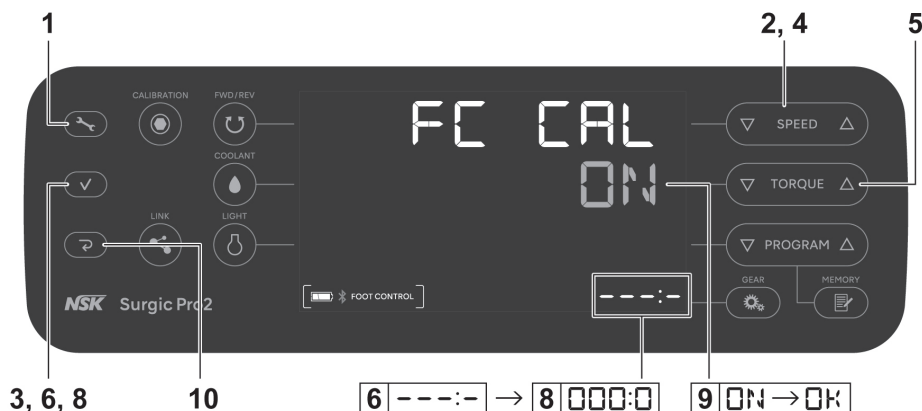 1
2, 4
5
CALIBRATION
FWD/REV
FC CAL
SPEED
COOLANT
ON
TORQUE
LINK
LIGHT
PROGRAM
GEAR
MEMORY
NSK Surgic Pro2
FOOT CONTROL
---:-
3, 6, 8
10
6 ---:- → 8 000:0
9 ON → OK